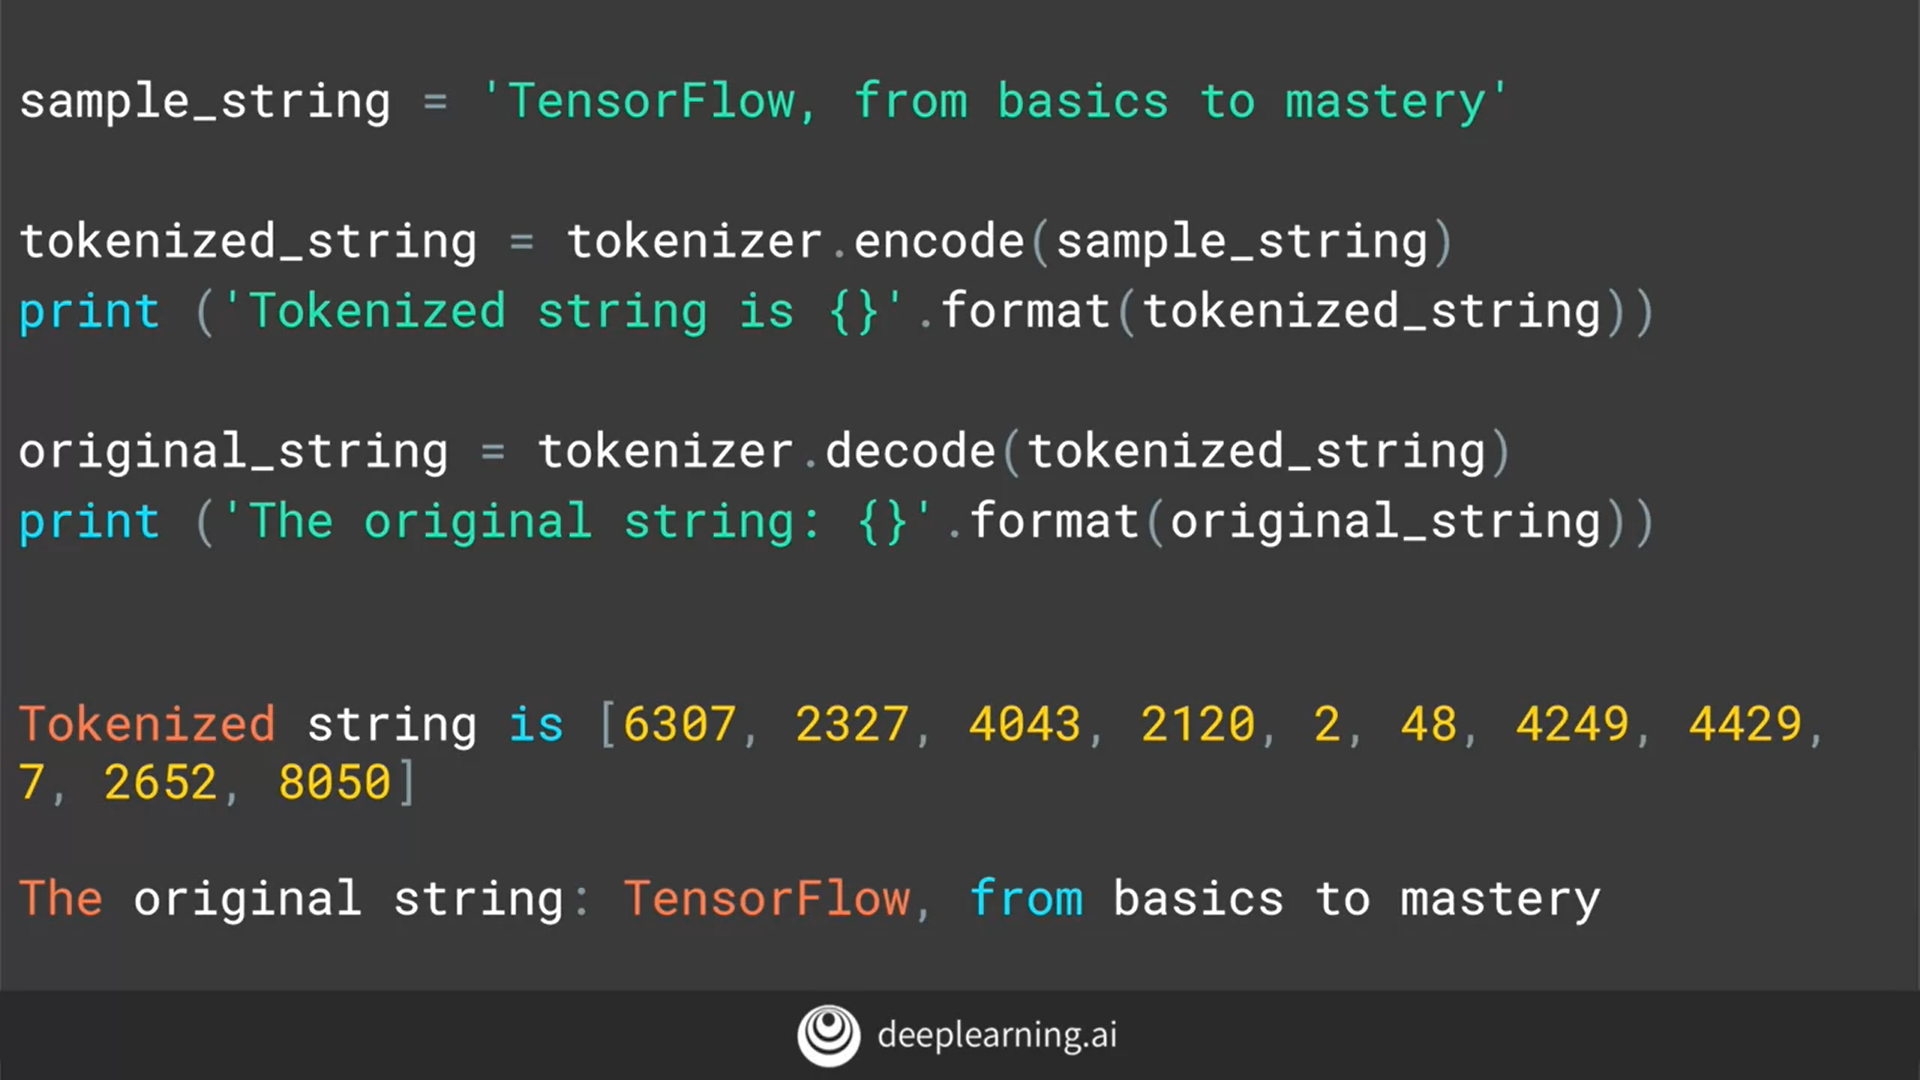 sample_string = 'TensorFlow, from basics to mastery'
tokenized_string = tokenizer.encode(sample_string)
print ('Tokenized string is {}'.format(tokenized_string))
original_string = tokenizer.decode(tokenized_string)
print ('The original string: {}'.format(original_string))
Tokenized string is [6307, 2327, 4043, 2120, 2, 48, 4249, 4429,
7, 2652, 8050]
The original string: TensorFlow, from basics to mastery
deeplearning.ai